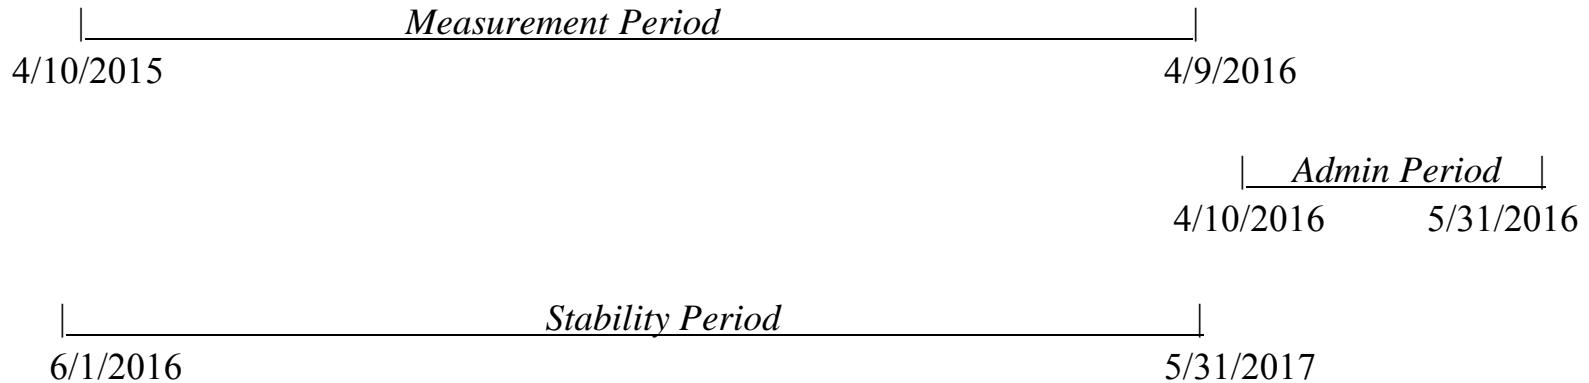 Measurement Period
4/10/2015 4/9/2016
Admin Period
4/10/2016 5/31/2016
Stability Period
6/1/2016 5/31/2017